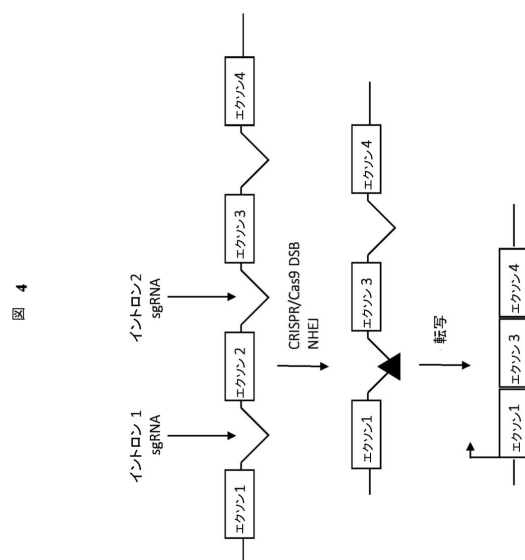 図 4
イントロン 1
sgRNA
イントロン 2
sgRNA
エクソン1
エクソン 2
エクソン 3
エクソン4
CRISPR/Cas9 DSB
NHEJ
エクソン1
エクソン 3
エクソン 4
転写
エクソン1
エクソン 3
エクソン 4